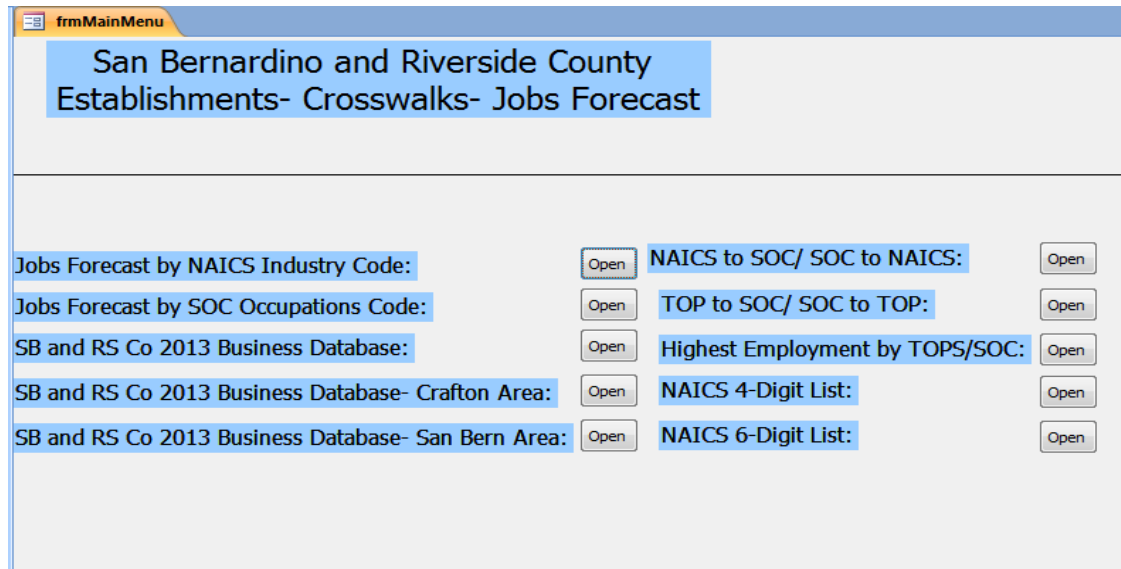 frmMainMenu
San Bernardino and Riverside County
Establishments- Crosswalks- Jobs Forecast
Jobs Forecast by NAICS Industry Code: Open
Jobs Forecast by SOC Occupations Code: Open
SB and RS Co 2013 Business Database: Open
SB and RS Co 2013 Business Database- Crafton Area: Open
SB and RS Co 2013 Business Database- San Bern Area: Open
NAICS to SOC/ SOC to NAICS: Open
TOP to SOC/ SOC to TOP: Open
Highest Employment by TOPS/SOC: Open
NAICS 4-Digit List: Open
NAICS 6-Digit List: Open